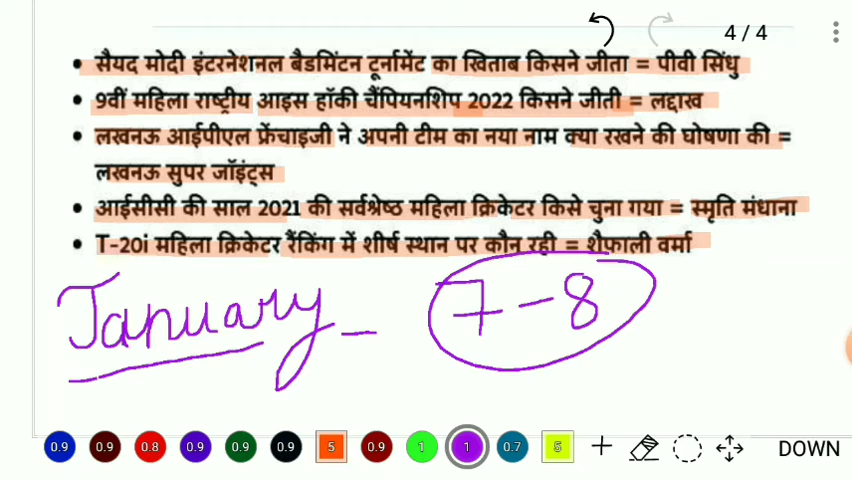 4 / 4
• सैयद मोदी इंटरनेशनल बैडमिंटन टूर्नामेंट का खिताब किसने जीता = पीवी सिंधु
• 9वीं महिला राष्ट्रीय आइस हॉकी चैंपियनशिप 2022 किसने जीती = लद्दाख
• लखनऊ आईपीएल फ्रेंचाइजी ने अपनी टीम का नया नाम क्या रखने की घोषणा की =
लखनऊ सुपर जॉइंट्स
• आईसीसी की साल 2021 की सर्वश्रेष्ठ महिला क्रिकेटर किसे चुना गया = स्मृति मंधाना
• T-20i महिला क्रिकेटर रैंकिंग में शीर्ष स्थान पर कौन रही = शैफाली वर्मा
January - 7-8
0.9 0.9 0.8 0.9 0.9 0.9 5 0.9 1 1 0.7 5 + DOWN